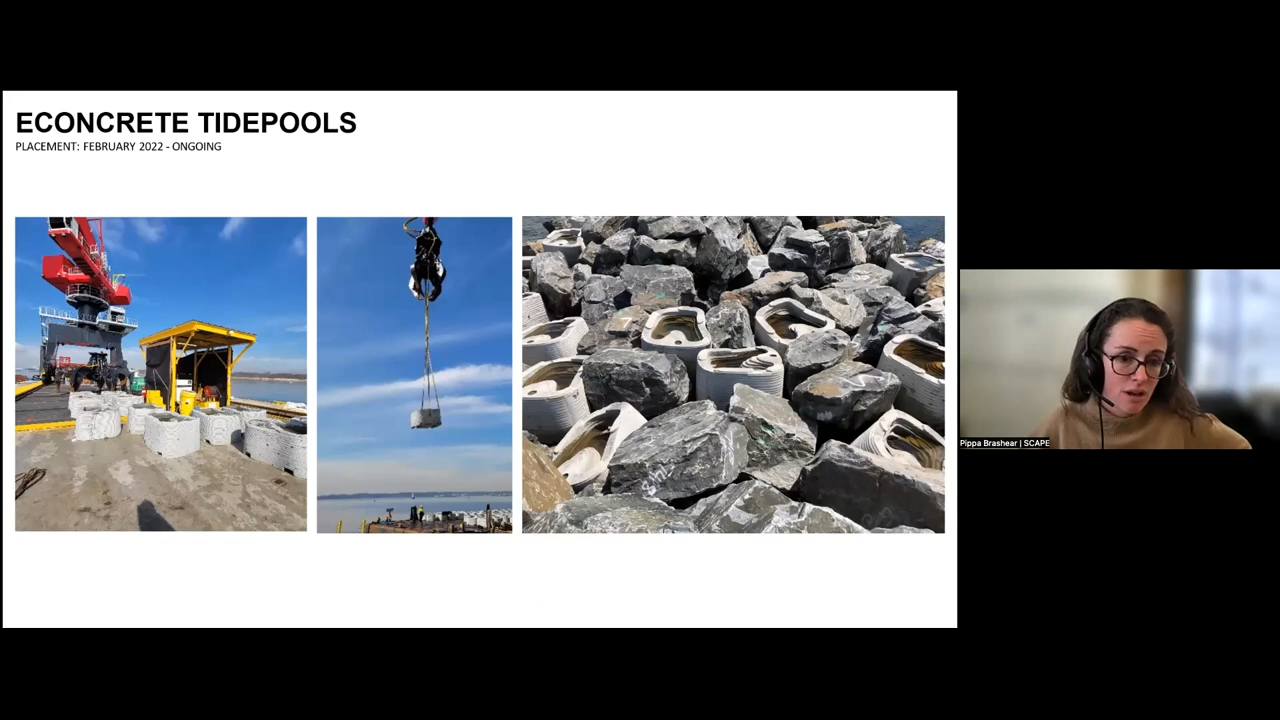 ECONCRETE TIDEPOOLS
PLACEMENT: FEBRUARY 2022 - ONGOING
Pippa Brashear | SCAPE